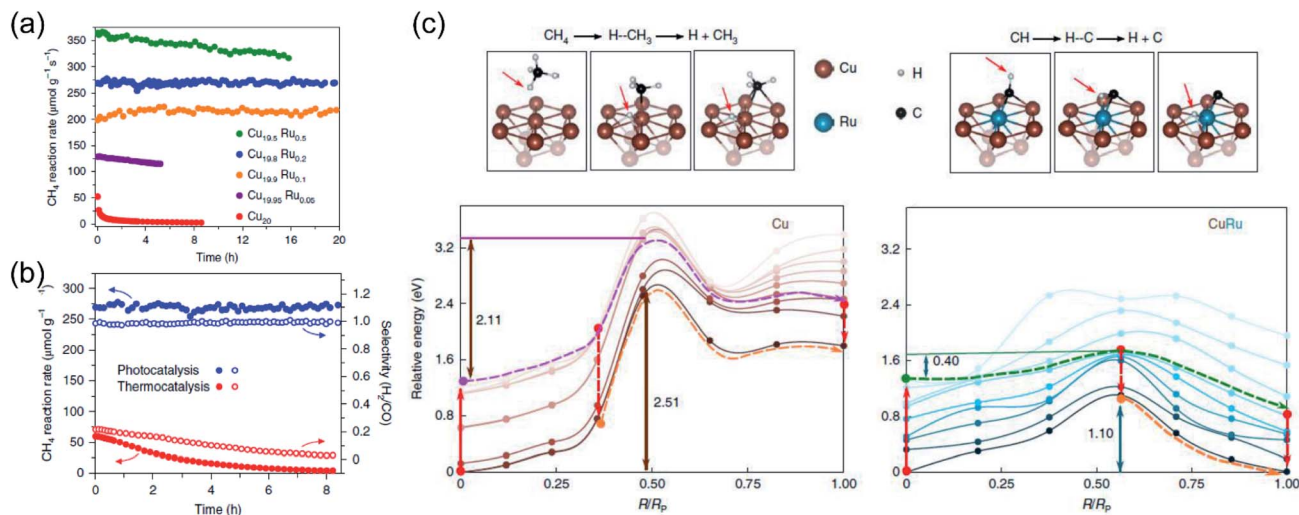 (a)
CH₄ reaction rate (μmol g⁻¹ s⁻¹)
350
300
250
200
150
100
50
0
Cu₁₉.₅ Ru₀.₅
Cu₁₉.₈ Ru₀.₂
Cu₁₉.₉ Ru₀.₁
Cu₁₉.₉₅ Ru₀.₀₅
Cu₂₀
0 4 8 12 16 20
Time (h)
(b)
CH₄ reaction rate (μmol g⁻¹
⁻¹)
300
250
200
150
100
50
0
Photocatalysis
Thermocatalysis
1.2
1.1
1.0
0.9
0.2
0
Selectivity (H₂/CO)
0 2 4 6 8
Time (h)
(c)
CH₄ → H--CH₃ → H + CH₃
Cu
Ru
CH → H--C → H + C
H
C
Relative energy (eV)
3.2
2.4
1.6
0.8
0
Cu
2.11
2.51
0 0.25 0.50 0.75 1.00
R/Rₚ
3.2
2.4
1.6
0.8
0
CuRu
0.40
1.10
0 0.25 0.50 0.75 1.00
R/Rₚ